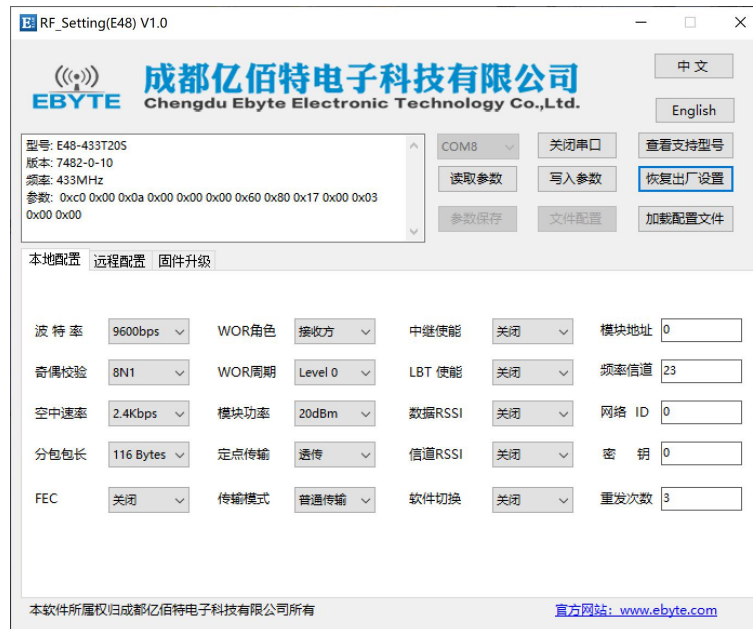 RF_Setting(E48) V1.0
EBYTE
成都亿佰特电子科技有限公司
Chengdu Ebyte Electronic Technology Co.,Ltd.
中 文
English
型号: E48-433T20S
版本: 7482-0-10
频率: 433MHz
参数: 0xc0 0x00 0x0a 0x00 0x00 0x00 0x60 0x80 0x17 0x00 0x03
0x00 0x00
COM8 关闭串口 查看支持型号
读取参数 写入参数 恢复出厂设置
参数保存 文件配置 加载配置文件
本地配置 远程配置 固件升级
波 特 率 9600bps WOR角色 接收方 中继使能 关闭 模块地址 0
奇偶校验 8N1 WOR周期 Level 0 LBT 使能 关闭 频率信道 23
空中速率 2.4Kbps 模块功率 20dBm 数据RSSI 关闭 网络 ID 0
分包包长 116 Bytes 定点传输 透传 信道RSSI 关闭 密 钥 0
FEC 关闭 传输模式 普通传输 软件切换 关闭 重发次数 3
本软件所属权归成都亿佰特电子科技有限公司所有 官方网站：www.ebyte.com